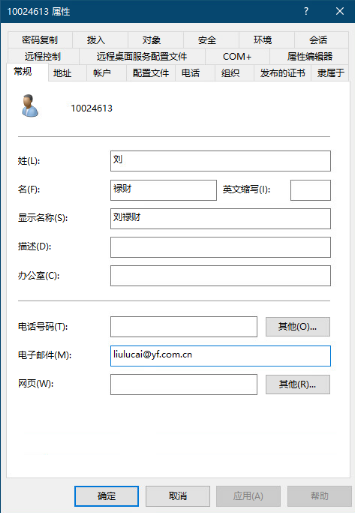 10024613 属性
密码复制 拨入 对象 安全 环境 会话
远程控制 远程桌面服务配置文件 COM+ 属性编辑器
常规 地址 帐户 配置文件 电话 组织 发布的证书 隶属于
10024613
姓(L): 刘
名(F): 禄财 英文缩写(I):
显示名称(S): 刘禄财
描述(D):
办公室(C):
电话号码(T): 其他(O)...
电子邮件(M): liulucai@yf.com.cn
网页(W): 其他(R)...
确定 取消 应用(A) 帮助